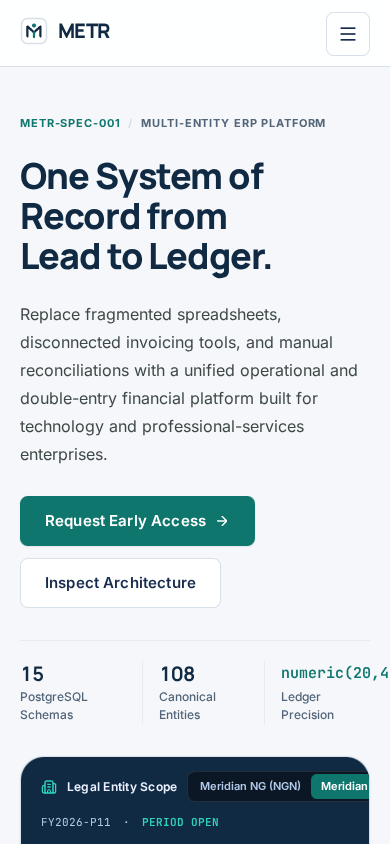 METR
METR-SPEC-001 / MULTI-ENTITY ERP PLATFORM
One System of
Record from
Lead to Ledger.
Replace fragmented spreadsheets,
disconnected invoicing tools, and manual
reconciliations with a unified operational and
double-entry financial platform built for
technology and professional-services
enterprises.
Request Early Access →
Inspect Architecture
15 108 numeric(20,4
PostgreSQL Canonical Ledger
Schemas Entities Precision
Legal Entity Scope Meridian NG (NGN) Meridian
FY2026-P11 · PERIOD OPEN